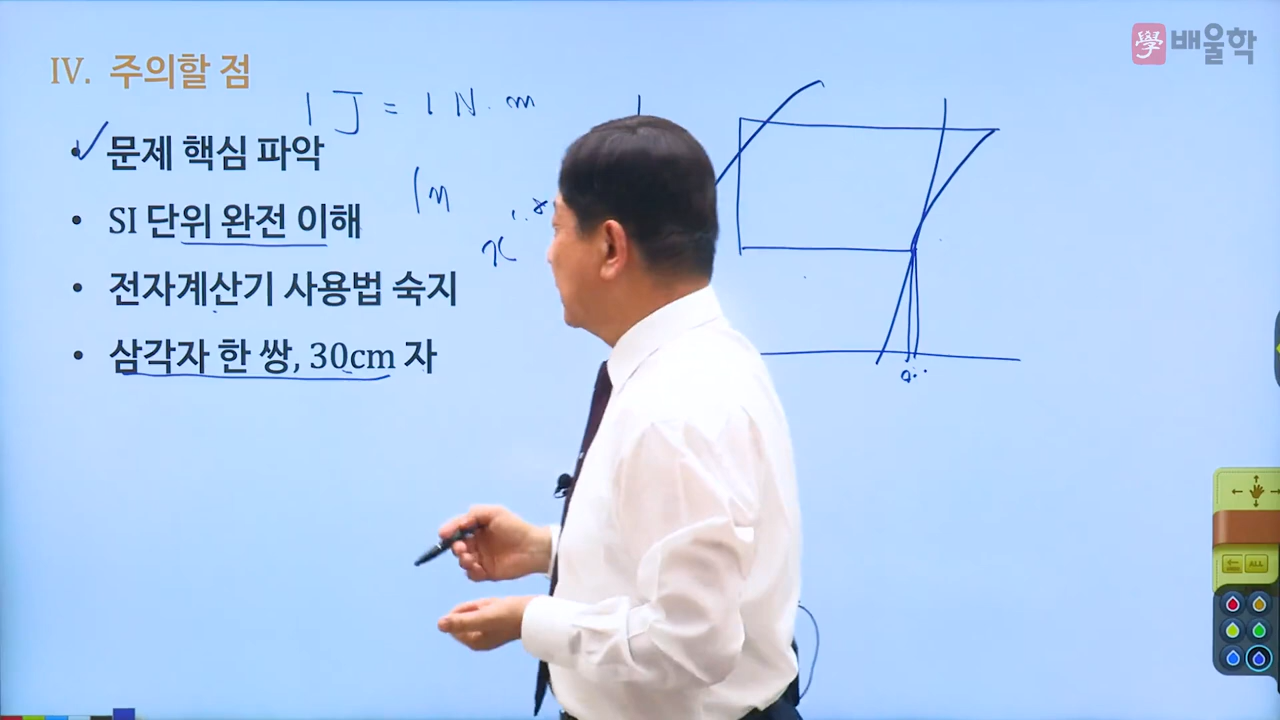 學 배울학
IV. 주의할 점
1 J = 1 N·m
• 문제 핵심 파악
• SI 단위 완전 이해
• 전자계산기 사용법 숙지
• 삼각자 한 쌍, 30cm 자
ALL